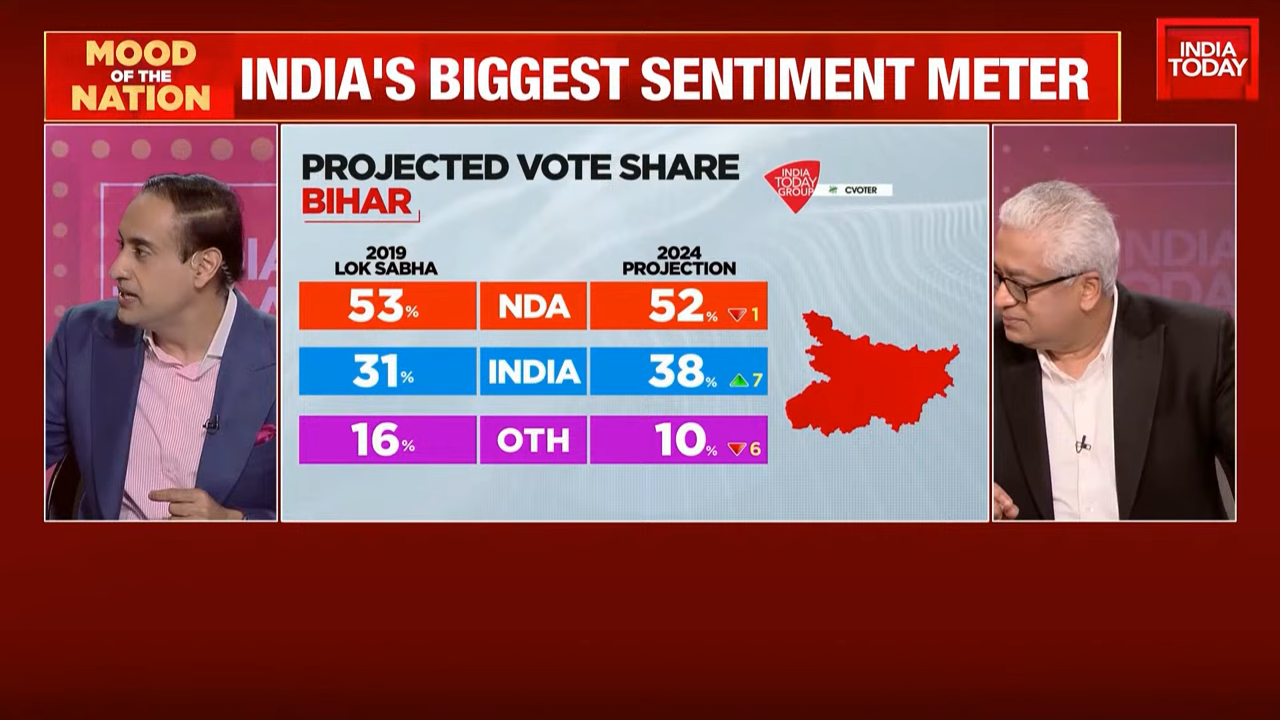 MOOD
OF THE
NATION
INDIA'S BIGGEST SENTIMENT METER
INDIA
TODAY
PROJECTED VOTE SHARE
BIHAR
INDIA
TODAY
GROUP
CVOTER
2019
LOK SABHA
2024
PROJECTION
53% NDA 52% 1
31% INDIA 38% 7
16% OTH 10% 6
INDIA